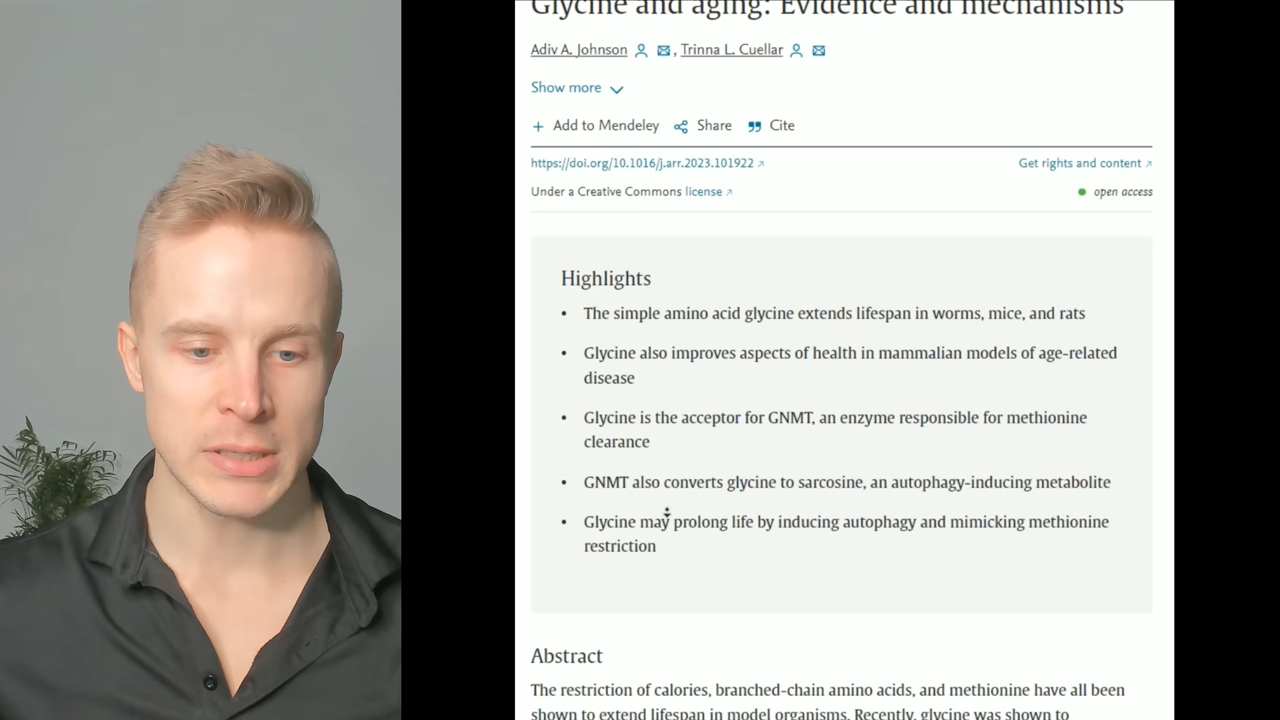 Glycine and aging: Evidence and mechanisms
Adiv A. Johnson , Trinna L. Cuellar
Show more
Add to Mendeley Share Cite
https://doi.org/10.1016/j.arr.2023.101922 Get rights and content
Under a Creative Commons license open access
Highlights
• The simple amino acid glycine extends lifespan in worms, mice, and rats
• Glycine also improves aspects of health in mammalian models of age-related
disease
• Glycine is the acceptor for GNMT, an enzyme responsible for methionine
clearance
• GNMT also converts glycine to sarcosine, an autophagy-inducing metabolite
• Glycine may prolong life by inducing autophagy and mimicking methionine
restriction
Abstract
The restriction of calories, branched-chain amino acids, and methionine have all been
shown to extend lifespan in model organisms. Recently, glycine was shown to